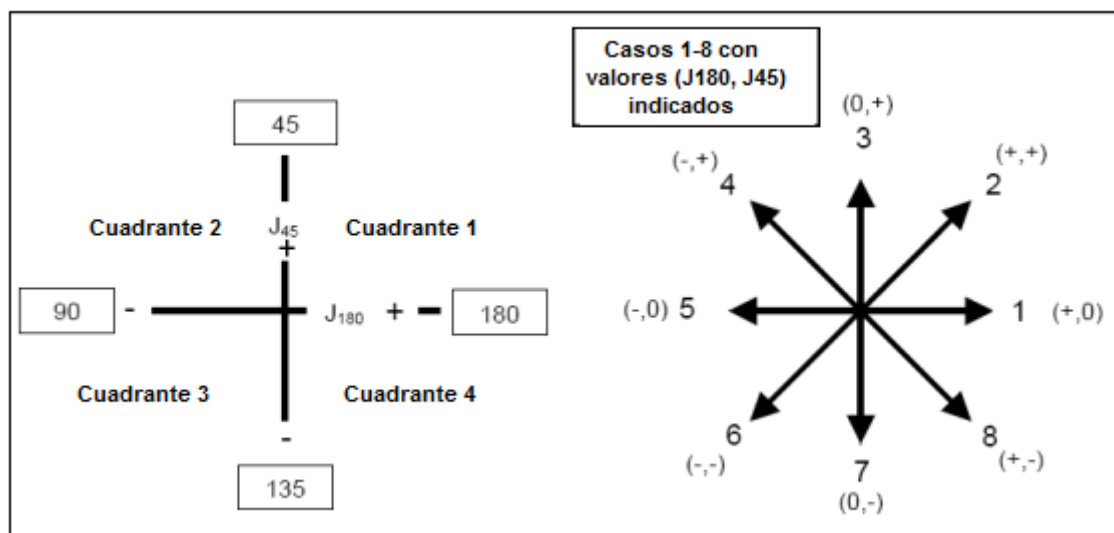 Casos 1-8 con
valores (J180, J45)
indicados
45
J45
+
Cuadrante 2
Cuadrante 1
90
-
J180
+
180
Cuadrante 3
Cuadrante 4
-
135
(0,+)
3
(-,+)
4
(+,+)
2
(-,0) 5
1 (+,0)
6
(-,-)
8
(+,-)
7
(0,-)